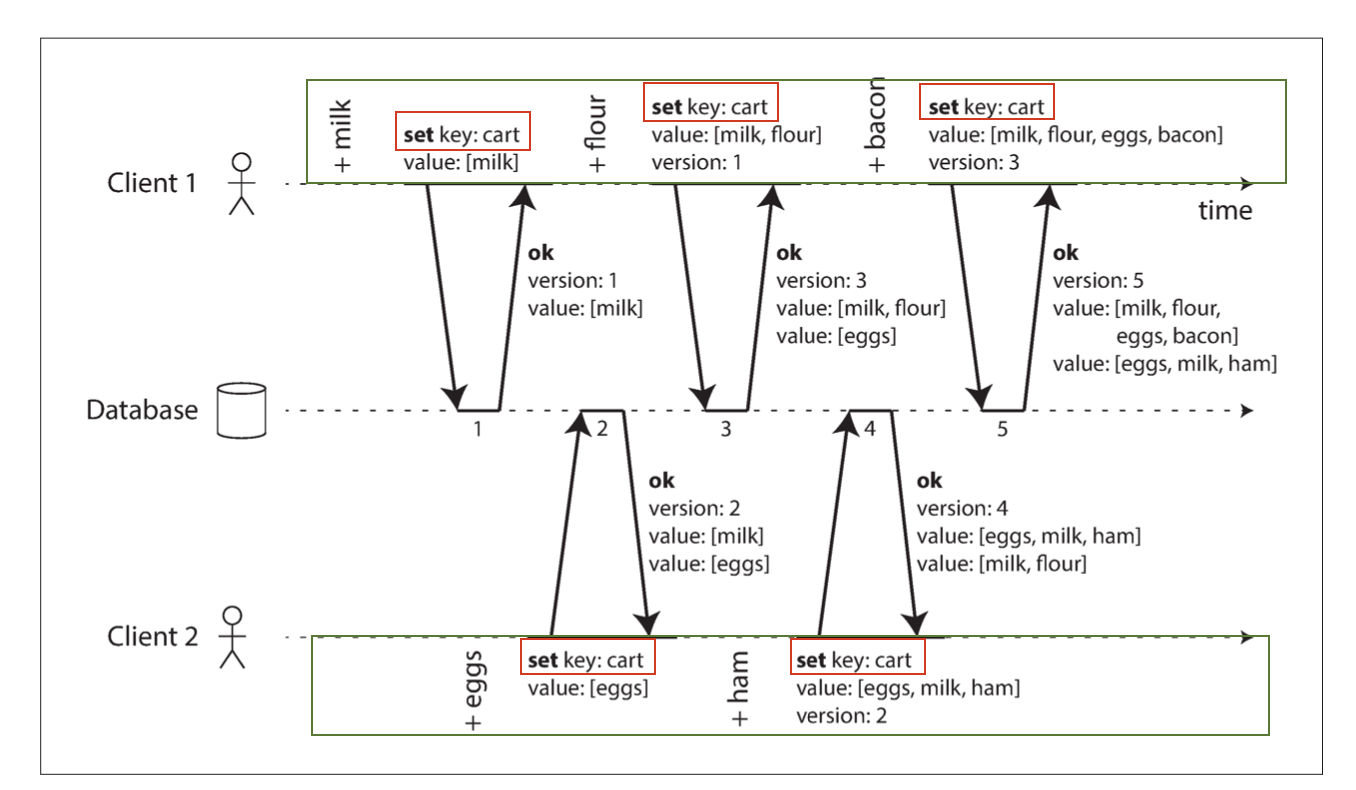 + milk
set key: cart
value: [milk]
+ flour
set key: cart
value: [milk, flour]
version: 1
+ bacon
set key: cart
value: [milk, flour, eggs, bacon]
version: 3
Client 1
time
ok
version: 1
value: [milk]
ok
version: 3
value: [milk, flour]
value: [eggs]
ok
version: 5
value: [milk, flour,
eggs, bacon]
value: [eggs, milk, ham]
Database
1
2
3
4
5
ok
version: 2
value: [milk]
value: [eggs]
ok
version: 4
value: [eggs, milk, ham]
value: [milk, flour]
Client 2
+ eggs
set key: cart
value: [eggs]
+ ham
set key: cart
value: [eggs, milk, ham]
version: 2